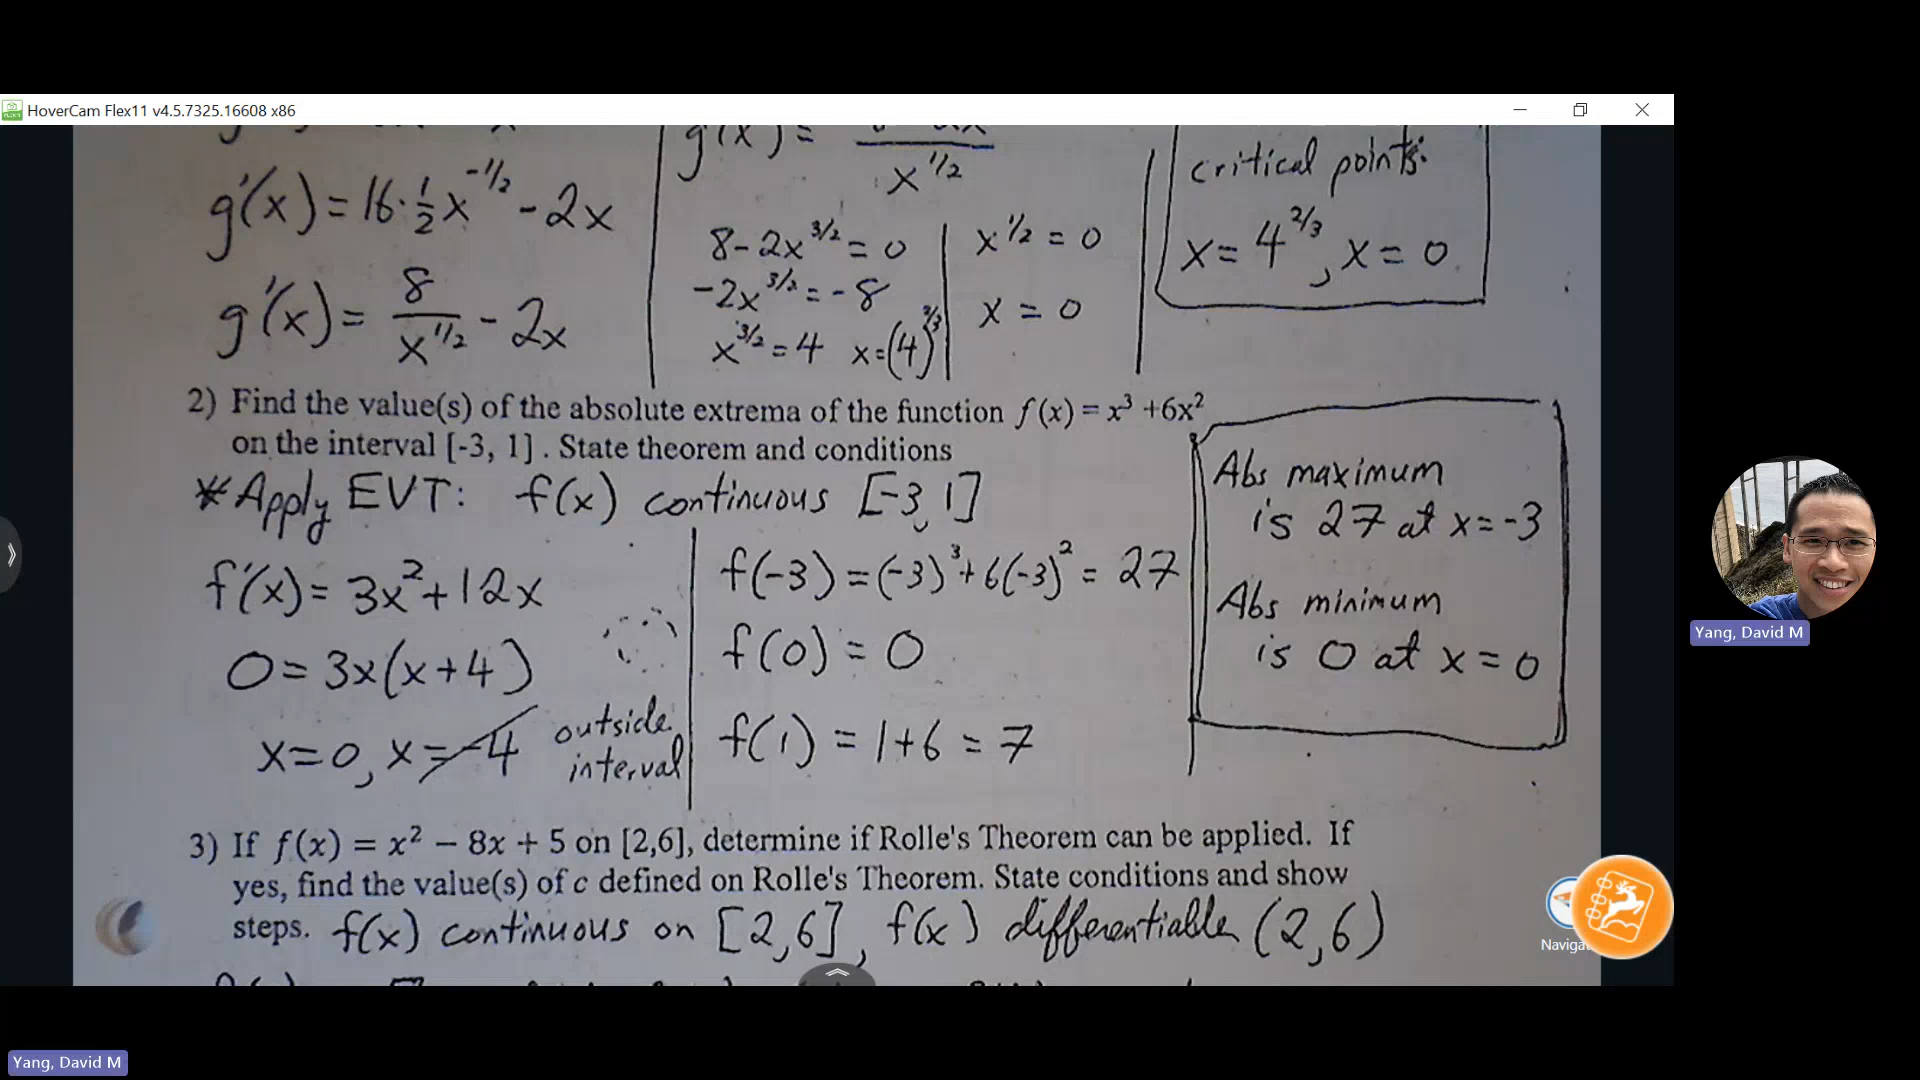 HoverCam Flex11 v4.5.7325.16608 x86
g'(x) =
x^1/2
g'(x) = 16·1/2 x^-1/2 - 2x
g'(x) = 8/x^1/2 - 2x
8 - 2x^3/2 = 0
-2x^3/2 = -8
x^3/2 = 4 x = (4)^2/3
x^1/2 = 0
x = 0
critical points:
x = 4^2/3, x = 0
2) Find the value(s) of the absolute extrema of the function f(x) = x³ +6x²
on the interval [-3, 1] . State theorem and conditions
*Apply EVT: f(x) continuous [-3, 1]
f'(x) = 3x² + 12x
0 = 3x(x+4)
x = 0, x = -4 outside
interval
f(-3) = (-3)³ + 6(-3)² = 27
f(0) = 0
f(1) = 1+6 = 7
Abs maximum
is 27 at x = -3
Abs minimum
is 0 at x = 0
3) If f(x) = x² − 8x + 5 on [2,6], determine if Rolle's Theorem can be applied. If
yes, find the value(s) of c defined on Rolle's Theorem. State conditions and show
steps. f(x) continuous on [2,6], f(x) differentiable (2,6)
Yang, David M
Yang, David M